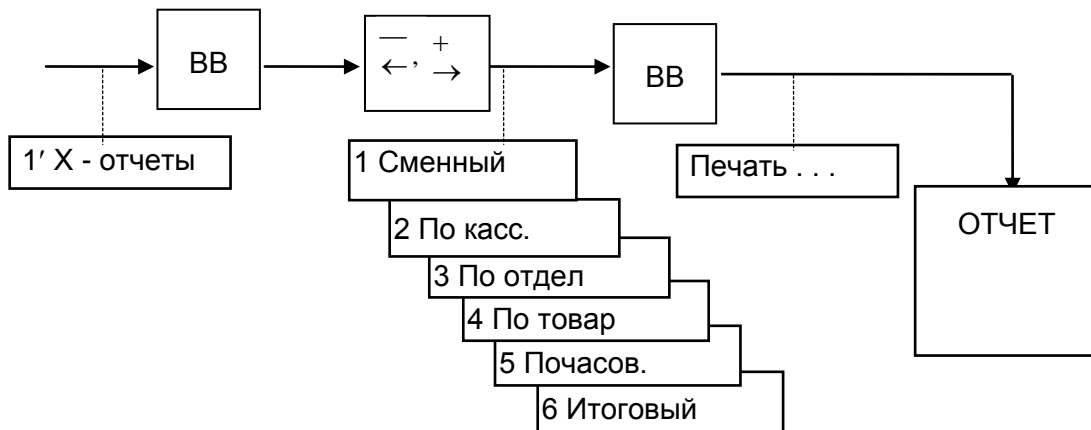 ВВ
— +
← , →
ВВ
1′ X - отчеты
1 Сменный
Печать . . .
2 По касс.
ОТЧЕТ
3 По отдел
4 По товар
5 Почасов.
6 Итоговый